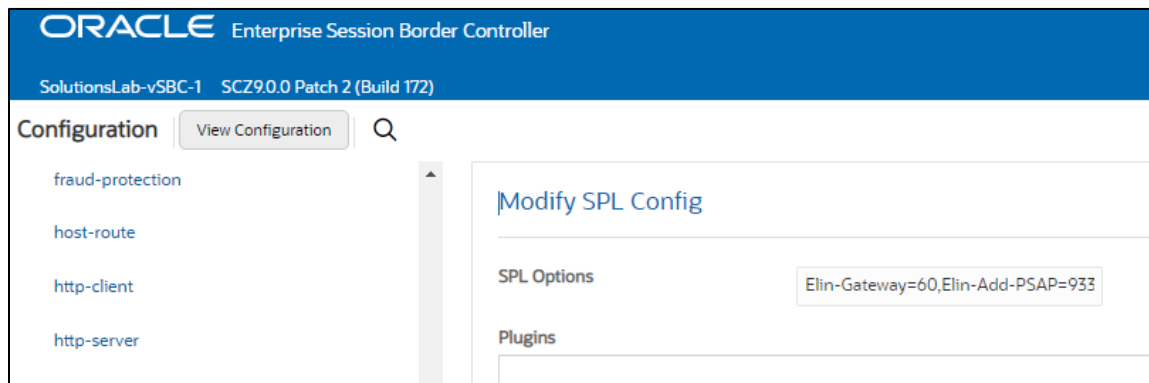 ORACLE Enterprise Session Border Controller
SolutionsLab-vSBC-1 SCZ9.0.0 Patch 2 (Build 172)
Configuration View Configuration
fraud-protection
host-route
http-client
http-server
Modify SPL Config
SPL Options Elin-Gateway=60,Elin-Add-PSAP=933
Plugins